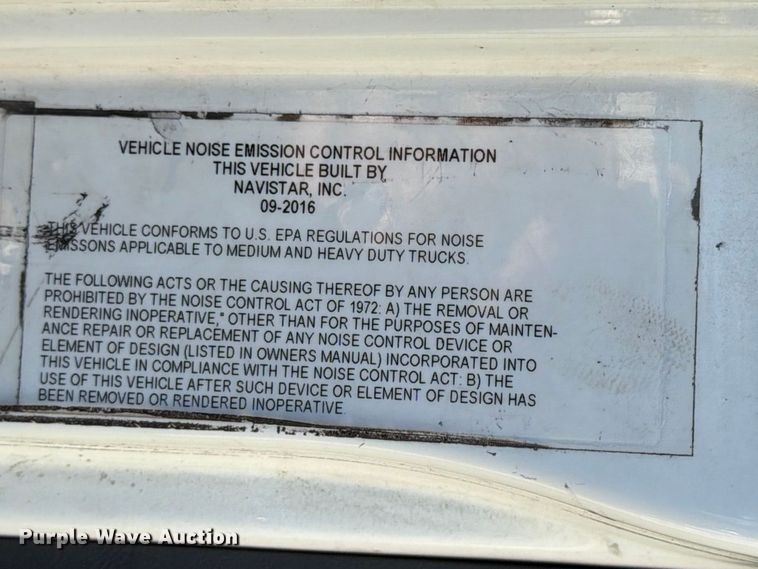 VEHICLE NOISE EMISSION CONTROL INFORMATION
THIS VEHICLE BUILT BY
NAVISTAR, INC.
09-2016
THIS VEHICLE CONFORMS TO U.S. EPA REGULATIONS FOR NOISE
EMISSONS APPLICABLE TO MEDIUM AND HEAVY DUTY TRUCKS.
THE FOLLOWING ACTS OR THE CAUSING THEREOF BY ANY PERSON ARE
PROHIBITED BY THE NOISE CONTROL ACT OF 1972: A) THE REMOVAL OR
RENDERING INOPERATIVE," OTHER THAN FOR THE PURPOSES OF MAINTEN-
ANCE REPAIR OR REPLACEMENT OF ANY NOISE CONTROL DEVICE OR
ELEMENT OF DESIGN (LISTED IN OWNERS MANUAL) INCORPORATED INTO
THIS VEHICLE IN COMPLIANCE WITH THE NOISE CONTROL ACT: B) THE
USE OF THIS VEHICLE AFTER SUCH DEVICE OR ELEMENT OF DESIGN HAS
BEEN REMOVED OR RENDERED INOPERATIVE.
Purple Wave Auction